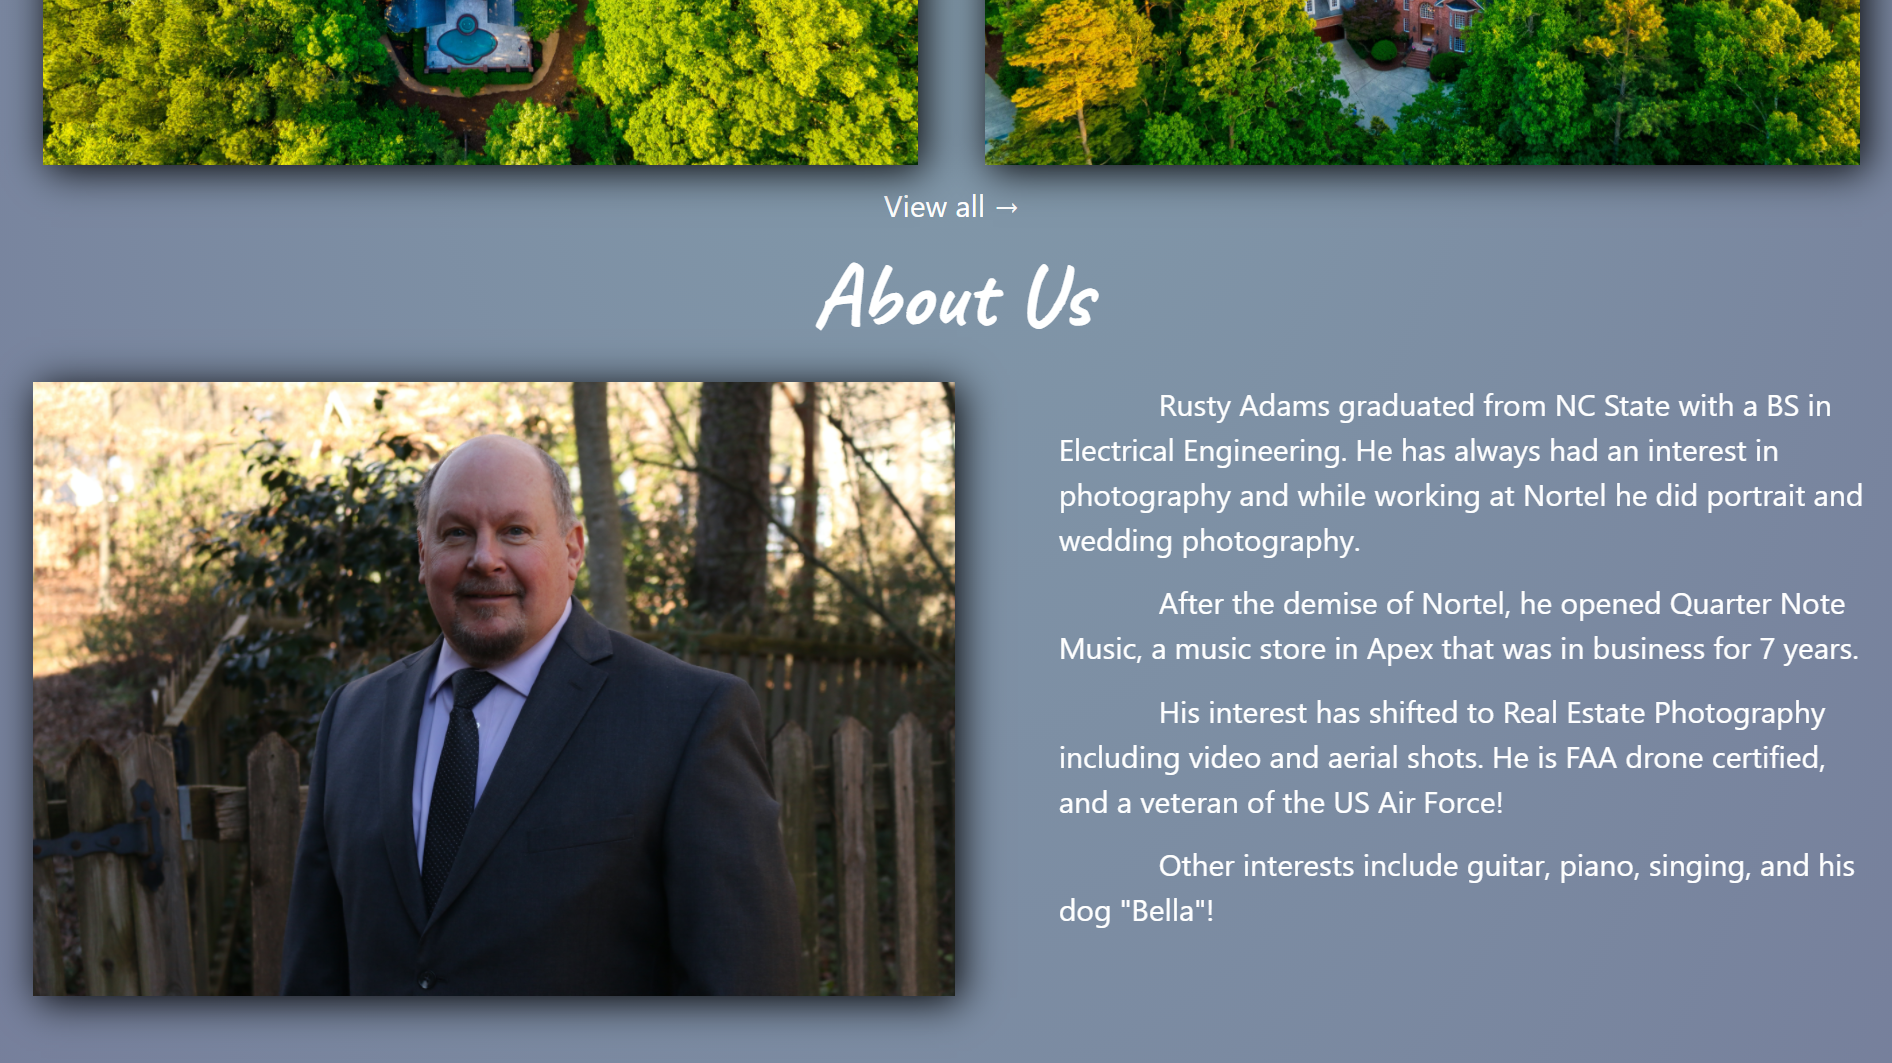 View all →
About Us
Rusty Adams graduated from NC State with a BS in
Electrical Engineering. He has always had an interest in
photography and while working at Nortel he did portrait and
wedding photography.
After the demise of Nortel, he opened Quarter Note
Music, a music store in Apex that was in business for 7 years.
His interest has shifted to Real Estate Photography
including video and aerial shots. He is FAA drone certified,
and a veteran of the US Air Force!
Other interests include guitar, piano, singing, and his
dog "Bella"!